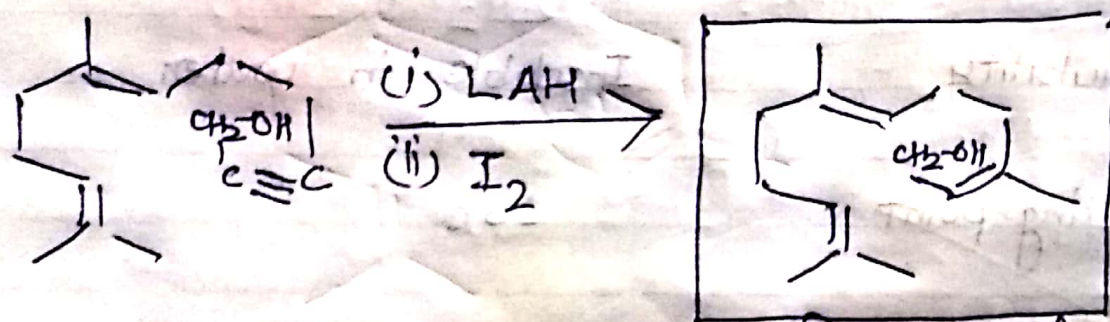 (i) LAH
CH₂-OH
C≡C
(ii) I₂
CH₂-OH